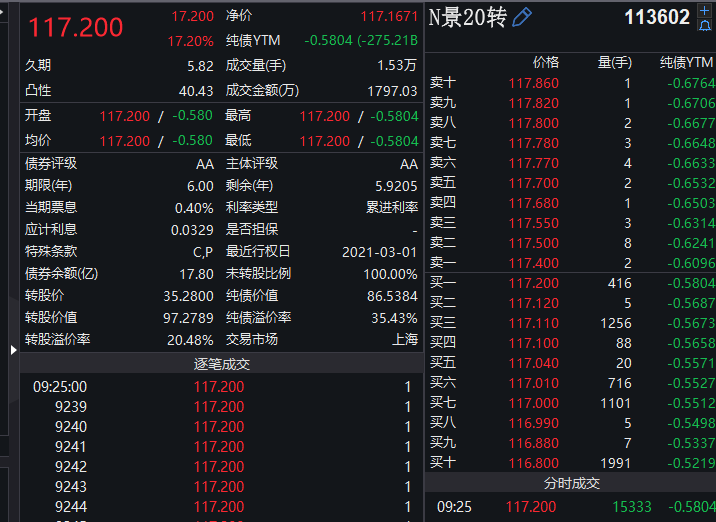 117.200 17.200 净价 117.1671
17.20% 纯债YTM -0.5804 (-275.21B
久期 5.82 成交量(手) 1.53万
凸性 40.43 成交金额(万) 1797.03
开盘 117.200 / -0.580 最高 117.200 / -0.5804
均价 117.200 / -0.580 最低 117.200 / -0.5804
债券评级 AA 主体评级 AA
期限(年) 6.00 剩余(年) 5.9205
当期票息 0.40% 利率类型 累进利率
应计利息 0.0329 是否担保 -
特殊条款 C,P 最近行权日 2021-03-01
债券余额(亿) 17.80 未转股比例 100.00%
转股价 35.2800 纯债价值 86.5384
转股价值 97.2789 纯债溢价率 35.43%
转股溢价率 20.48% 交易市场 上海
逐笔成交
09:25:00 117.200 1
9239 117.200 1
9240 117.200 1
9241 117.200 1
9242 117.200 1
9243 117.200 1
9244 117.200 1
N景20转 113602
价格 量(手) 纯债YTM
卖十 117.860 1 -0.6764
卖九 117.820 1 -0.6706
卖八 117.800 2 -0.6677
卖七 117.780 3 -0.6648
卖六 117.770 4 -0.6633
卖五 117.700 2 -0.6532
卖四 117.680 1 -0.6503
卖三 117.550 3 -0.6314
卖二 117.500 8 -0.6241
卖一 117.400 2 -0.6096
买一 117.200 416 -0.5804
买二 117.120 5 -0.5687
买三 117.110 1256 -0.5673
买四 117.100 88 -0.5658
买五 117.040 20 -0.5571
买六 117.010 716 -0.5527
买七 117.000 1101 -0.5512
买八 116.990 5 -0.5498
买九 116.880 7 -0.5337
买十 116.800 1991 -0.5219
分时成交
09:25 117.200 15333 -0.5804